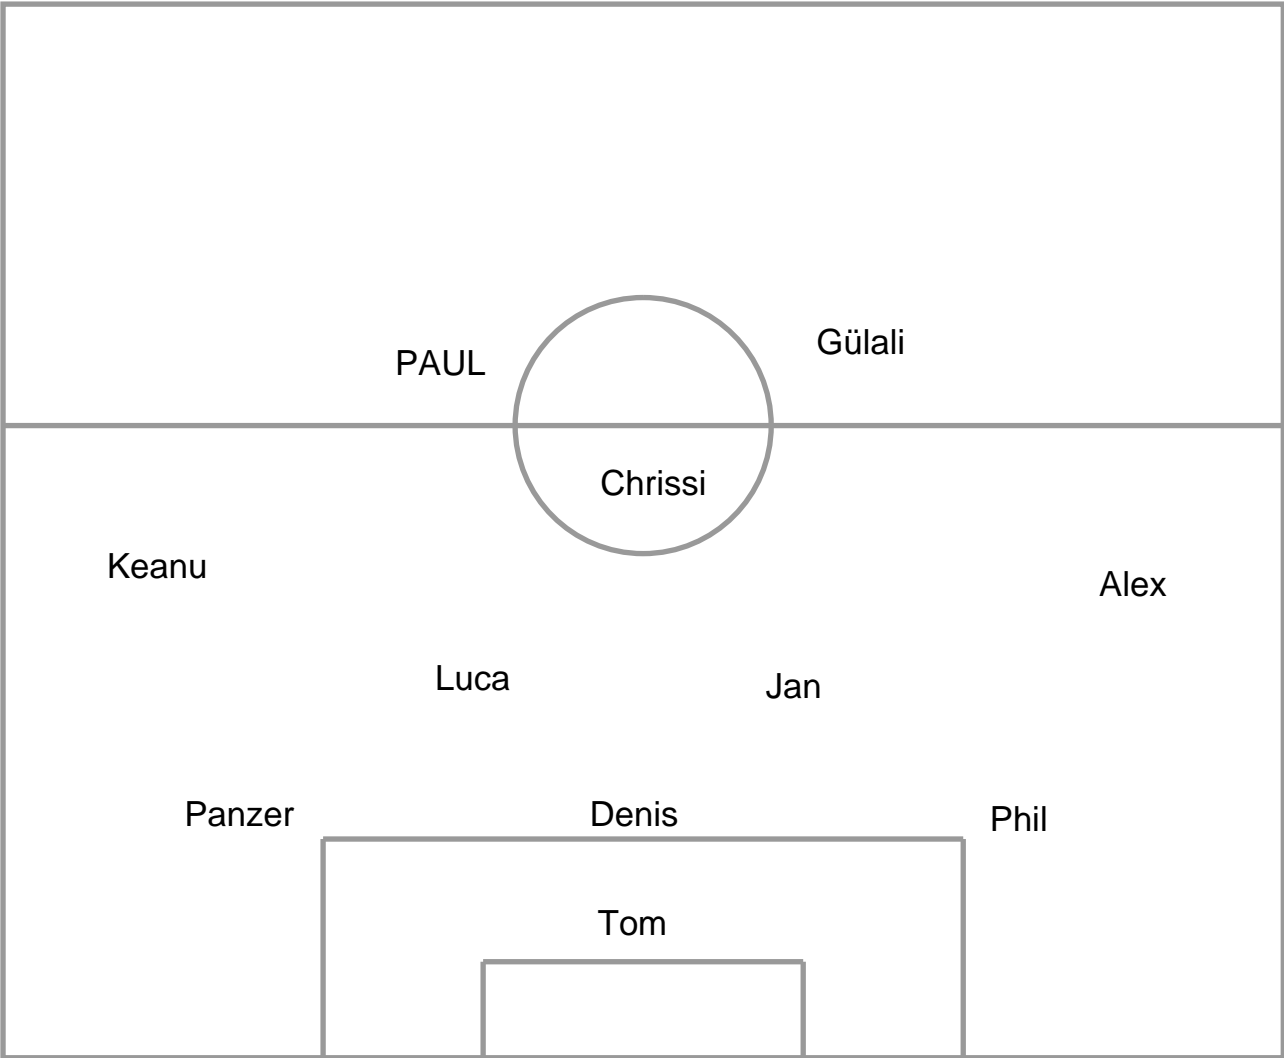 Gülali
PAUL
Chrissi
Keanu
Alex
Luca
Jan
Panzer
Denis
Phil
Tom